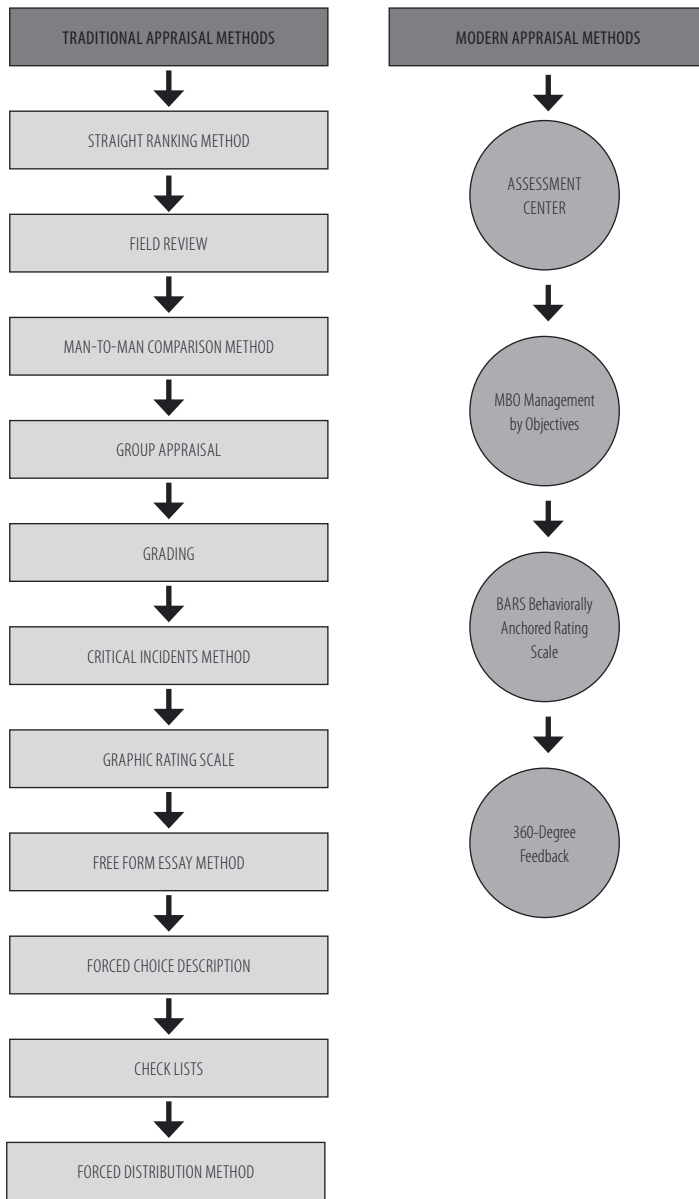 TRADITIONAL APPRAISAL METHODS
STRAIGHT RANKING METHOD
FIELD REVIEW
MAN-TO-MAN COMPARISON METHOD
GROUP APPRAISAL
GRADING
CRITICAL INCIDENTS METHOD
GRAPHIC RATING SCALE
FREE FORM ESSAY METHOD
FORCED CHOICE DESCRIPTION
CHECK LISTS
FORCED DISTRIBUTION METHOD
MODERN APPRAISAL METHODS
ASSESSMENT
CENTER
MBO Management
by Objectives
BARS Behaviorally
Anchored Rating
Scale
360-Degree
Feedback